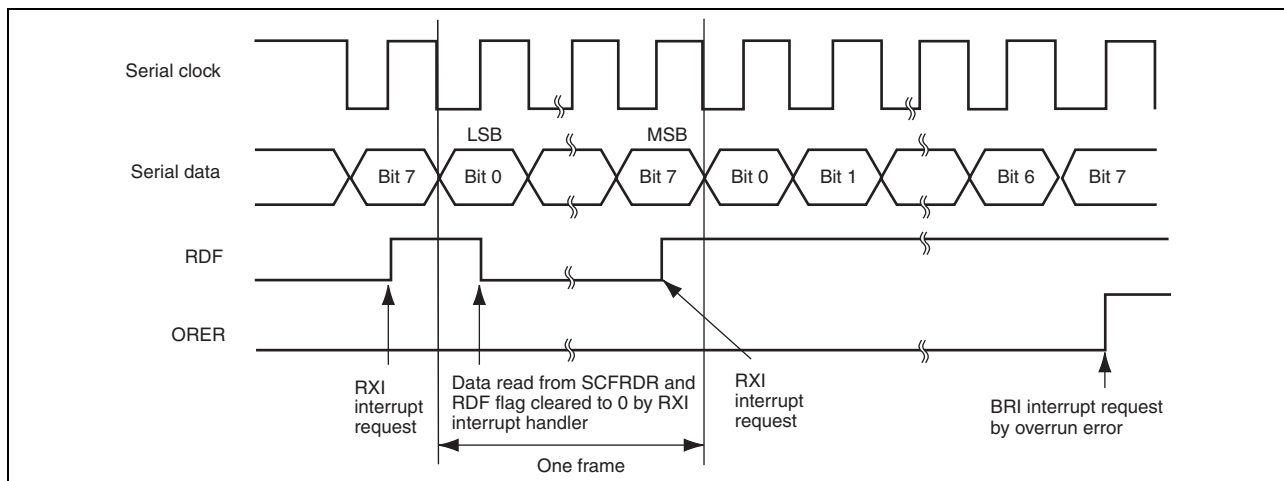 Serial clock
LSB
MSB
Serial data
Bit 7
Bit 0
Bit 7
Bit 0
Bit 1
Bit 6
Bit 7
RDF
ORER
RXI
interrupt
request
Data read from SCFRDR and
RDF flag cleared to 0 by RXI
interrupt handler
RXI
interrupt
request
BRI interrupt request
by overrun error
One frame